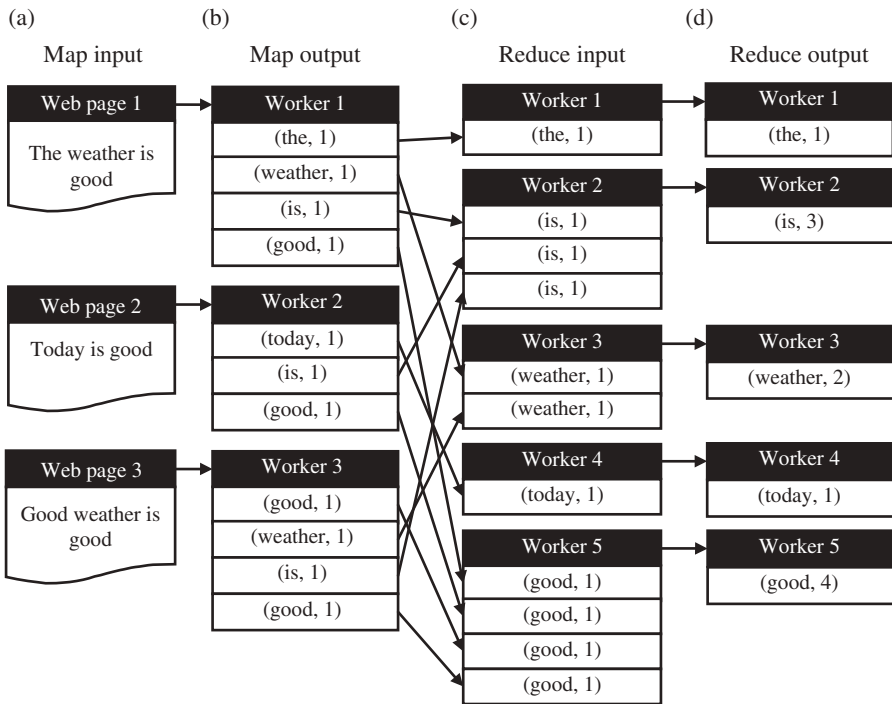 (a)
Map input
Web page 1
The weather is
good
Web page 2
Today is good
Web page 3
Good weather is
good
(b)
Map output
Worker 1
(the, 1)
(weather, 1)
(is, 1)
(good, 1)
Worker 2
(today, 1)
(is, 1)
(good, 1)
Worker 3
(good, 1)
(weather, 1)
(is, 1)
(good, 1)
(c)
Reduce input
Worker 1
(the, 1)
Worker 2
(is, 1)
(is, 1)
(is, 1)
Worker 3
(weather, 1)
(weather, 1)
Worker 4
(today, 1)
Worker 5
(good, 1)
(good, 1)
(good, 1)
(good, 1)
(d)
Reduce output
Worker 1
(the, 1)
Worker 2
(is, 3)
Worker 3
(weather, 2)
Worker 4
(today, 1)
Worker 5
(good, 4)